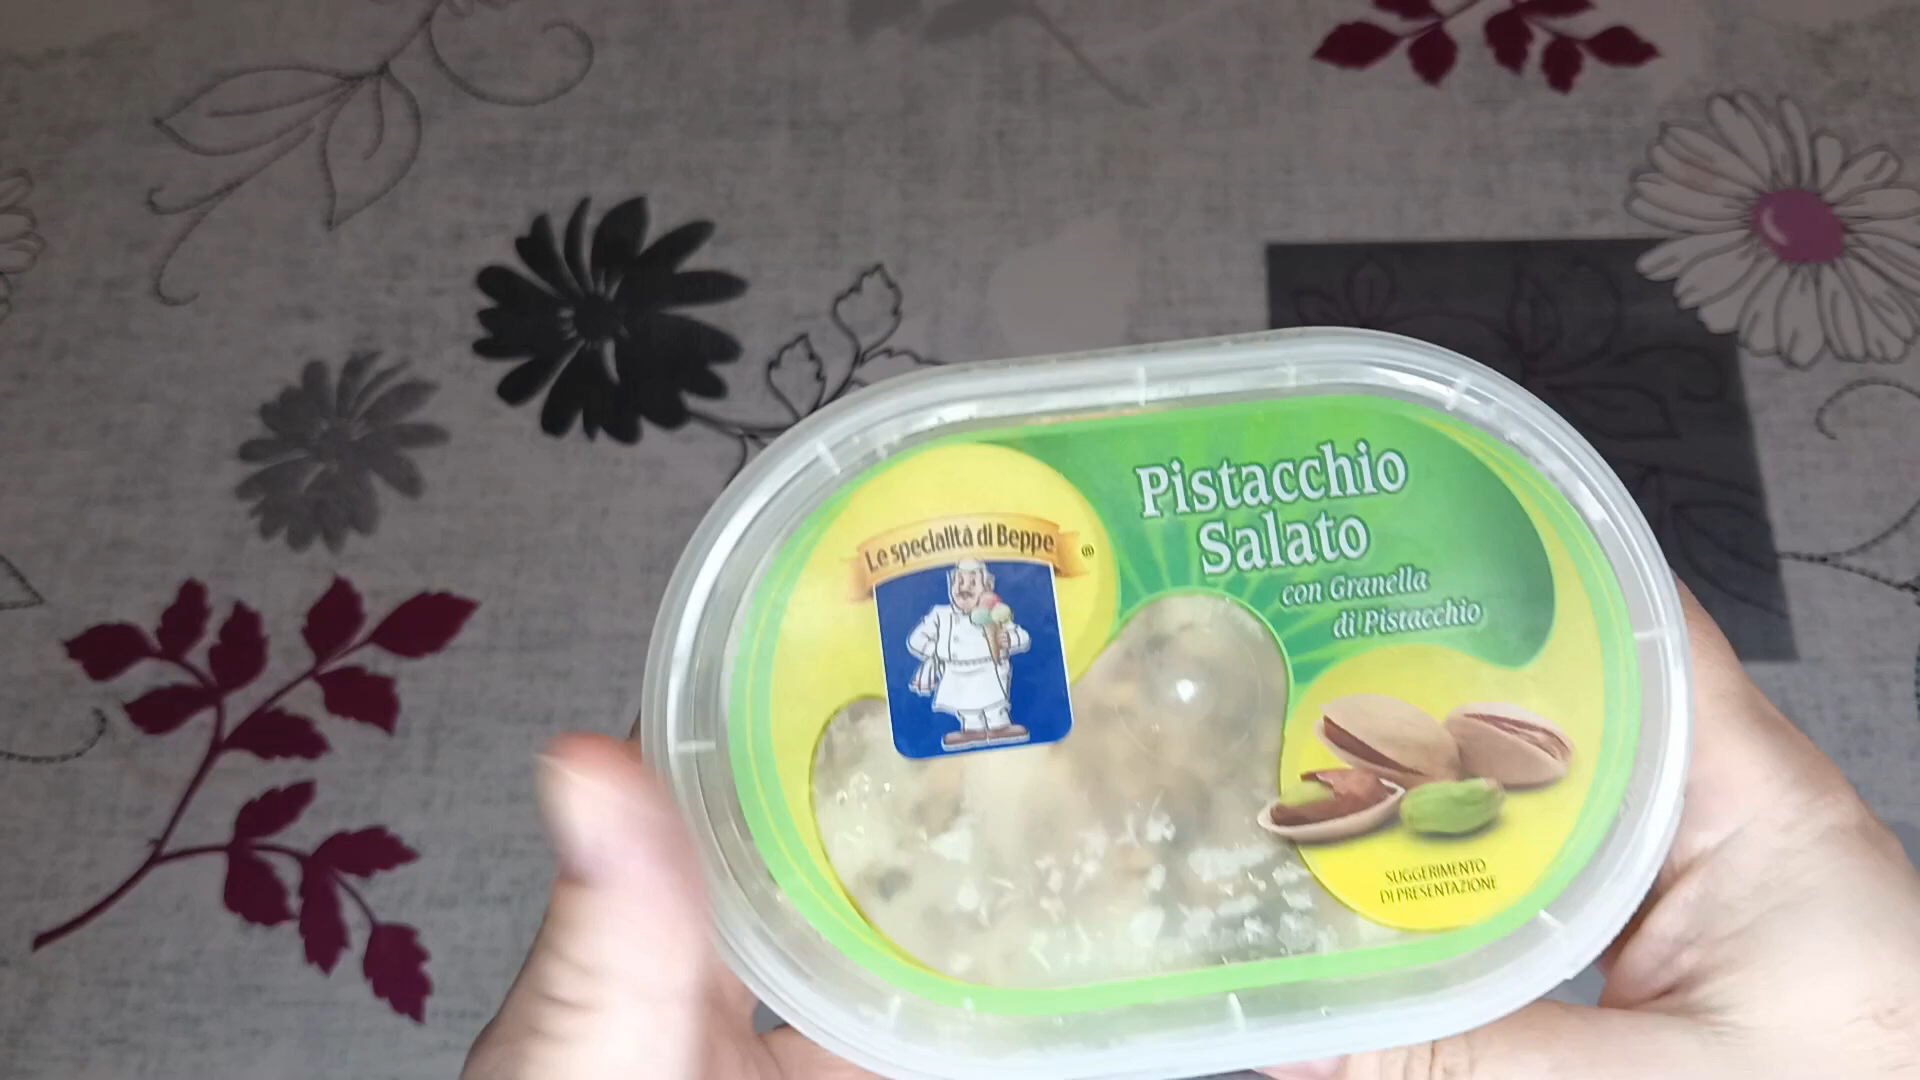 Le specialità di Beppe
Pistacchio
Salato
con Granella
di Pistacchio
SUGGERIMENTO
DI PRESENTAZIONE